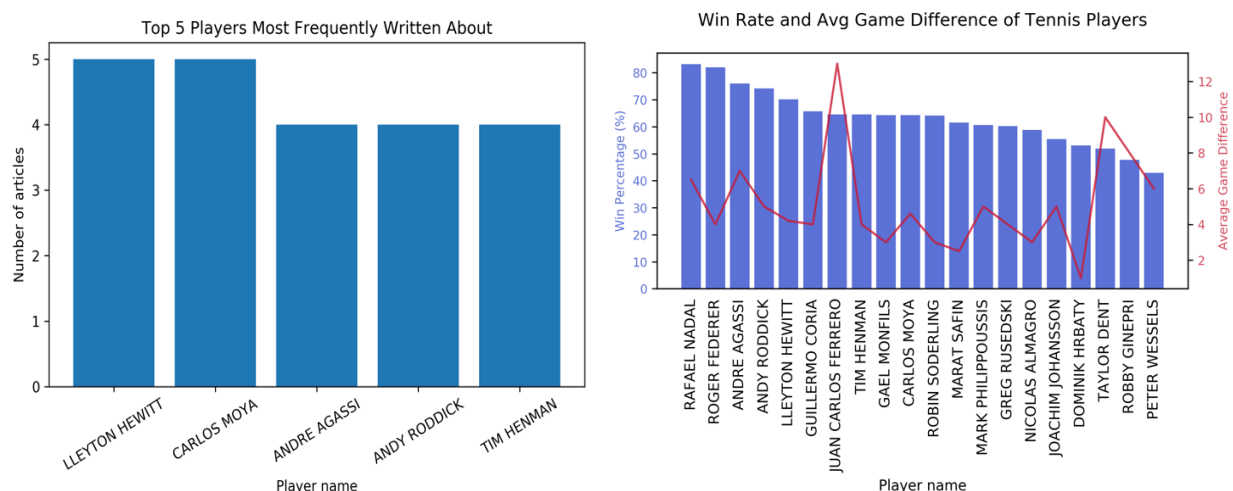 Top 5 Players Most Frequently Written About
Number of articles
5
4
3
2
1
0
LLEYTON HEWITT
CARLOS MOYA
ANDRE AGASSI
ANDY RODDICK
TIM HENMAN
Player name
Win Rate and Avg Game Difference of Tennis Players
Win Percentage (%)
80
70
60
50
40
30
20
10
0
12
10
8
6
4
2
Average Game Difference
RAFAEL NADAL
ROGER FEDERER
ANDRE AGASSI
ANDY RODDICK
LLEYTON HEWITT
GUILLERMO CORIA
JUAN CARLOS FERRERO
TIM HENMAN
GAEL MONFILS
CARLOS MOYA
ROBIN SODERLING
MARAT SAFIN
MARK PHILIPPOUSSIS
GREG RUSEDSKI
NICOLAS ALMAGRO
JOACHIM JOHANSSON
DOMINIK HRBATY
TAYLOR DENT
ROBBY GINEPRI
PETER WESSELS
Player name